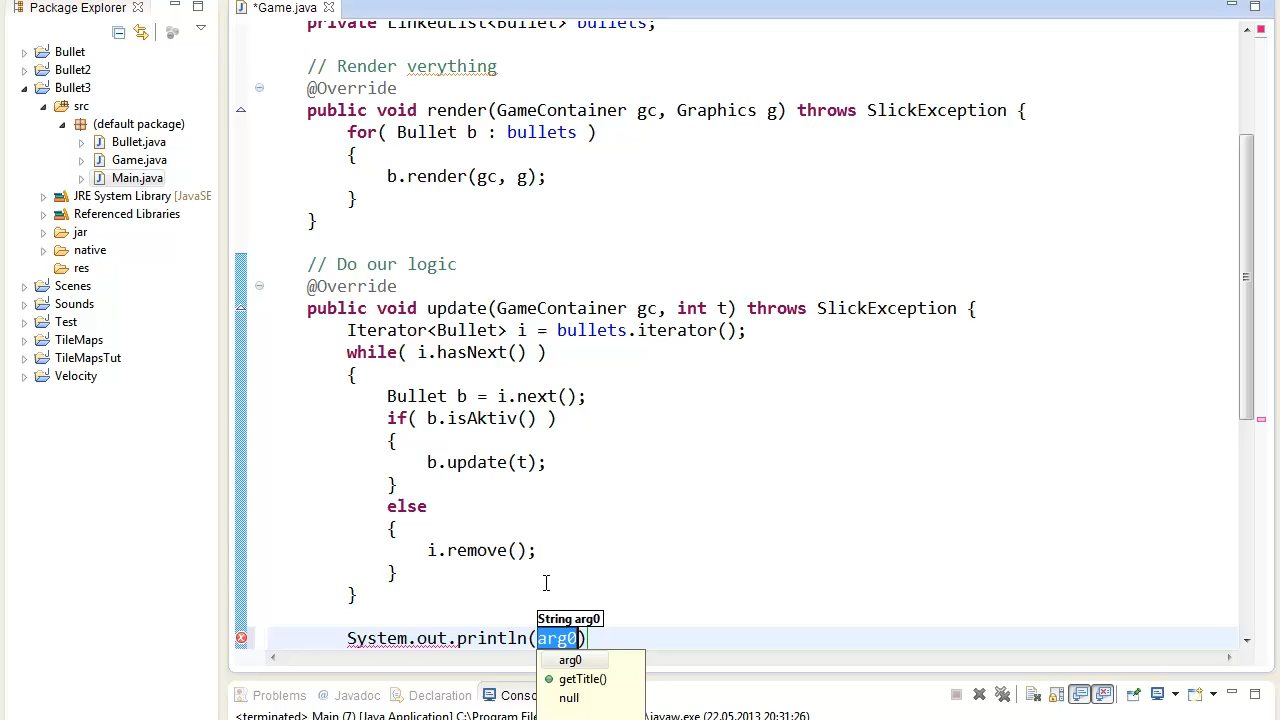 Package Explorer
*Game.java
Bullet
Bullet2
Bullet3
src
(default package)
Bullet.java
Game.java
Main.java
JRE System Library [JavaSE
Referenced Libraries
jar
native
res
Scenes
Sounds
Test
TileMaps
TileMapsTut
Velocity
private LinkedList<Bullet> bullets;
// Render verything
@Override
public void render(GameContainer gc, Graphics g) throws SlickException {
for( Bullet b : bullets )
{
b.render(gc, g);
}
}
// Do our logic
@Override
public void update(GameContainer gc, int t) throws SlickException {
Iterator<Bullet> i = bullets.iterator();
while( i.hasNext() )
{
Bullet b = i.next();
if( b.isAktiv() )
{
b.update(t);
}
else
{
i.remove();
}
}
String arg0
System.out.println(arg0)
arg0
getTitle()
null
Problems @ Javadoc Declaration Conso
<terminated> Main (7) [Java Application] C:\Program File
javaw.exe (22.05.2013 20:31:26)